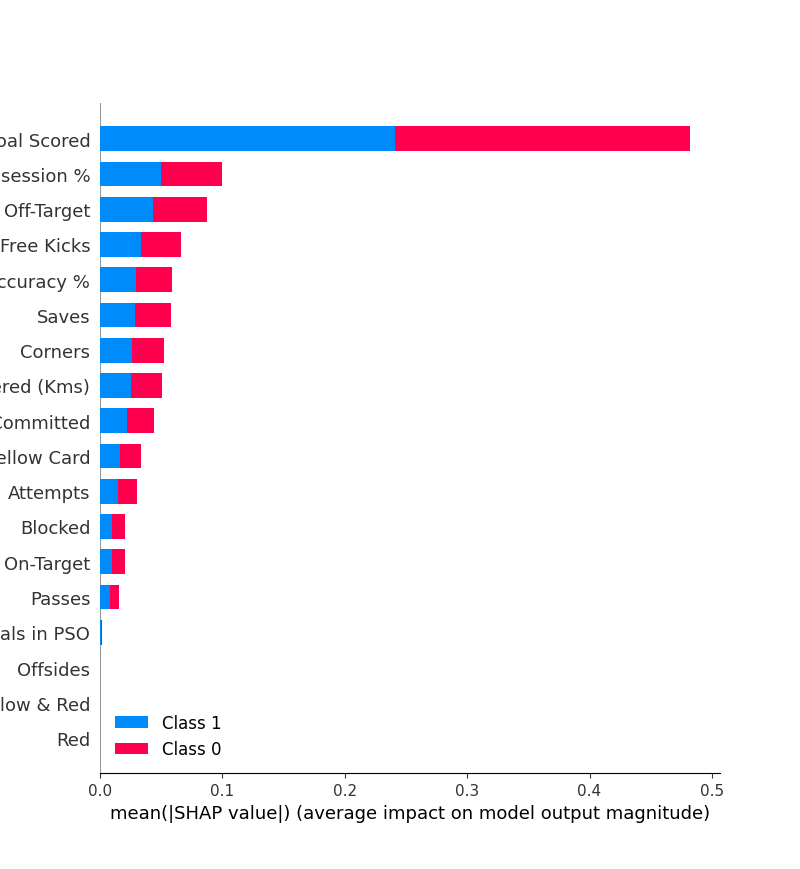 oal Scored
session %
Off-Target
Free Kicks
ccuracy %
Saves
Corners
ered (Kms)
Committed
ellow Card
Attempts
Blocked
On-Target
Passes
als in PSO
Offsides
low & Red
Red
Class 1
Class 0
0.0 0.1 0.2 0.3 0.4 0.5
mean(|SHAP value|) (average impact on model output magnitude)